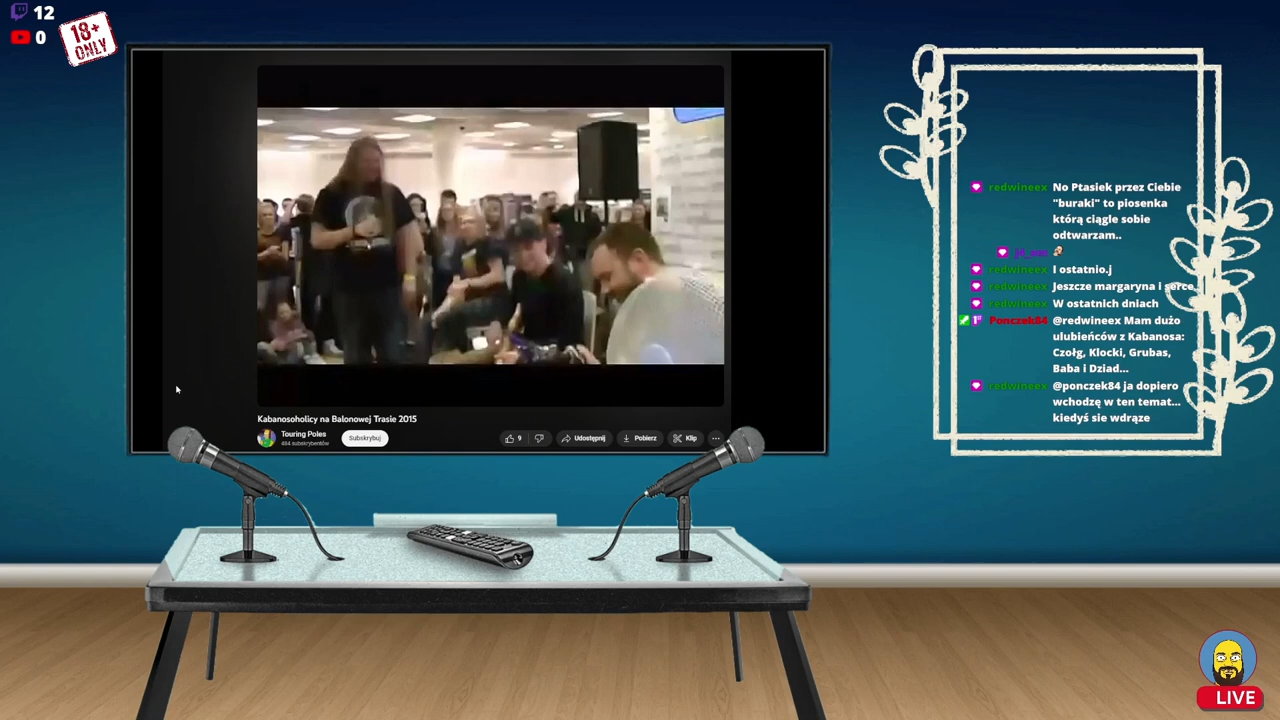 12
0
18+
ONLY
Kabanosoholicy na Balonowej Trasie 2015
Touring Poles
484 subskrybentów
Subskrybuj
9
Udostępnij
Pobierz
Klip
redwineex No Ptasiek przez Ciebie
"buraki" to piosenka
którą ciągle sobie
odtwarzam..
redwineex I ostatnio.j
redwineex Jeszcze margaryna i serce
redwineex W ostatnich dniach
Ponczek84 @redwineex Mam dużo
ulubieńców z Kabanosa:
Czołg, Klocki, Grubas,
Baba i Dziad...
redwineex @ponczek84 ja dopiero
wchodzę w ten temat...
kiedyś sie wdrąze
LIVE